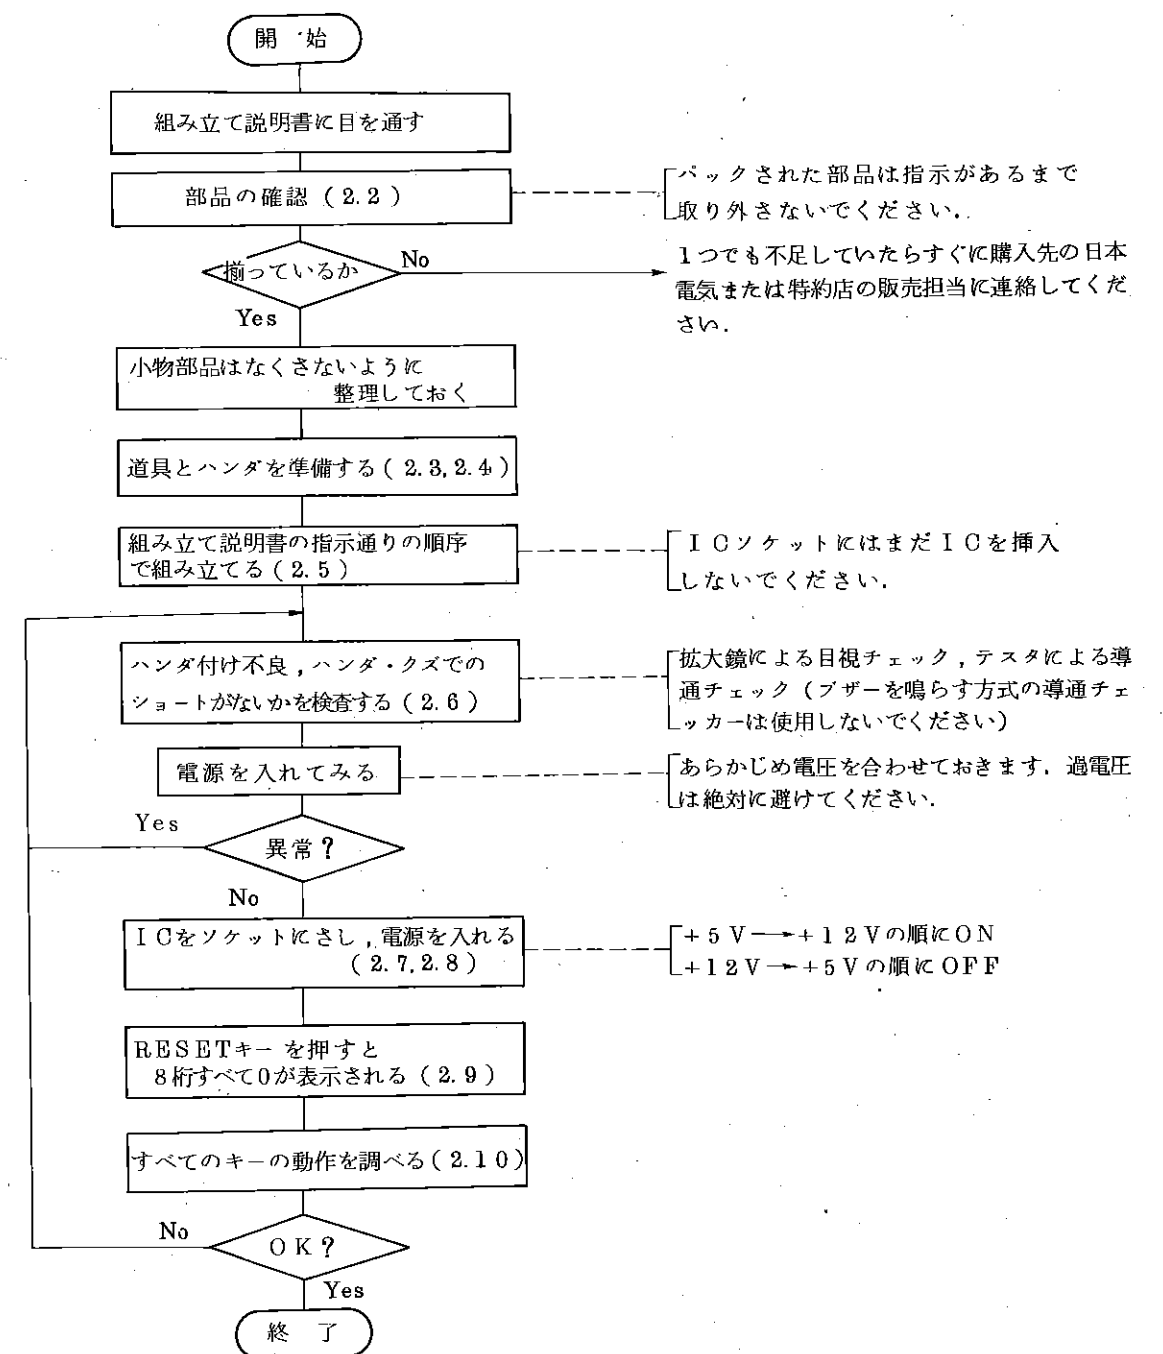 開始
組み立て説明書に目を通す
部品の確認(2.2)
パックされた部品は指示があるまで
取り外さないでください.
揃っているか
No
1つでも不足していたらすぐに購入先の日本
電気または特約店の販売担当に連絡してくだ
さい.
Yes
小物部品はなくさないように
整理しておく
道具とハンダを準備する(2.3,2.4)
組み立て説明書の指示通りの順序
で組み立てる(2.5)
ICソケットにはまだICを挿入
しないでください.
ハンダ付け不良,ハンダ・クズでの
ショートがないかを検査する(2.6)
拡大鏡による目視チェック,テスタによる導
通チェック(ブザーを鳴らす方式の導通チェ
ッカーは使用しないでください)
電源を入れてみる
あらかじめ電圧を合わせておきます.過電圧
は絶対に避けてください.
Yes
異常?
No
ICをソケットにさし,電源を入れる
(2.7,2.8)
+5V→+12Vの順にON
+12V→+5Vの順にOFF
RESETキーを押すと
8桁すべて0が表示される(2.9)
すべてのキーの動作を調べる(2.10)
No
OK?
Yes
終了